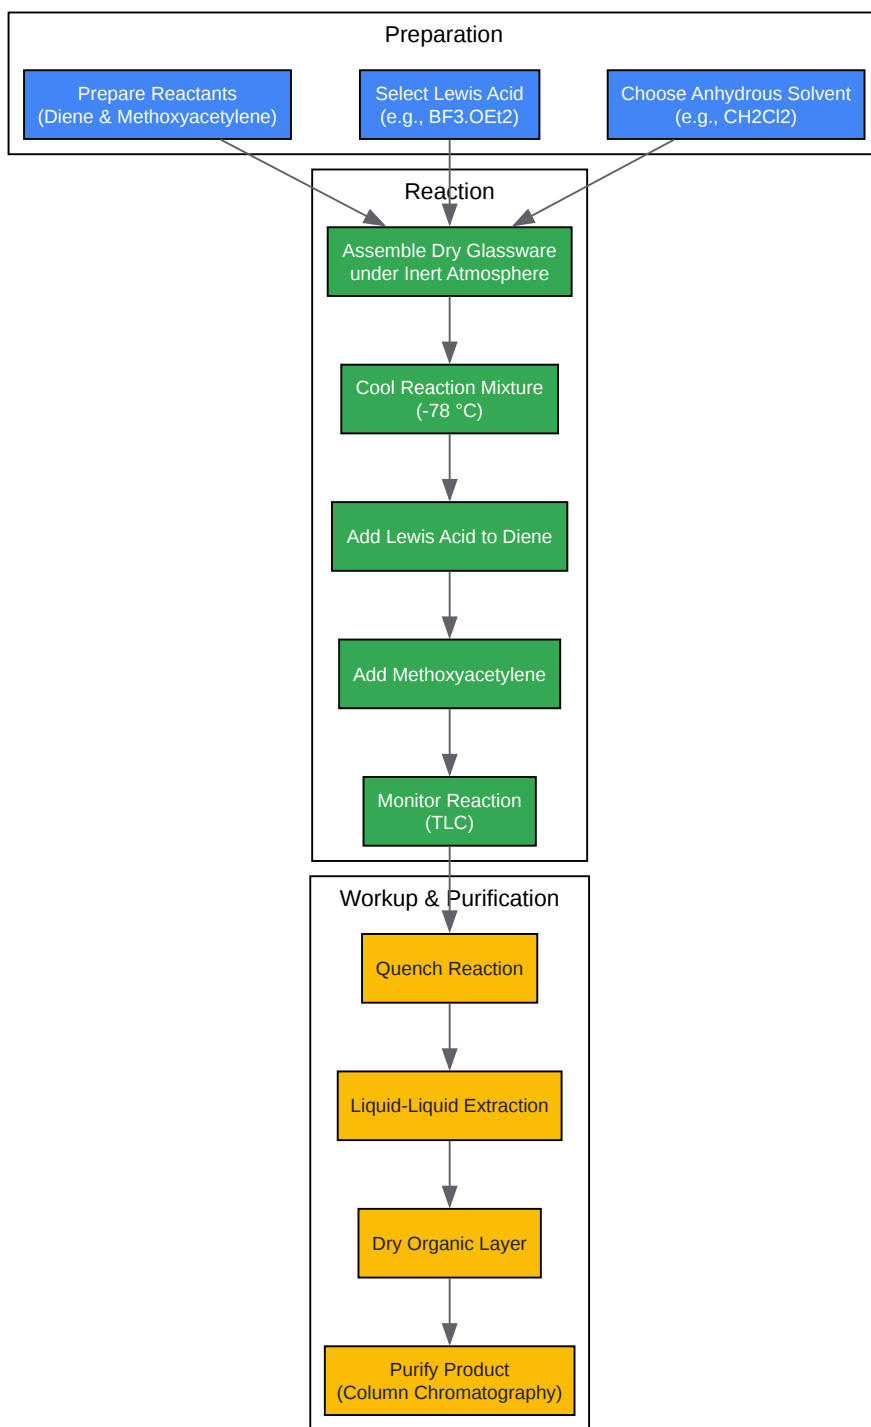 Preparation
Prepare Reactants
(Diene & Methoxyacetylene)
Select Lewis Acid
(e.g., BF3.OEt2)
Choose Anhydrous Solvent
(e.g., CH2Cl2)
Reaction
Assemble Dry Glassware
under Inert Atmosphere
Cool Reaction Mixture
(-78 °C)
Add Lewis Acid to Diene
Add Methoxyacetylene
Monitor Reaction
(TLC)
Workup & Purification
Quench Reaction
Liquid-Liquid Extraction
Dry Organic Layer
Purify Product
(Column Chromatography)